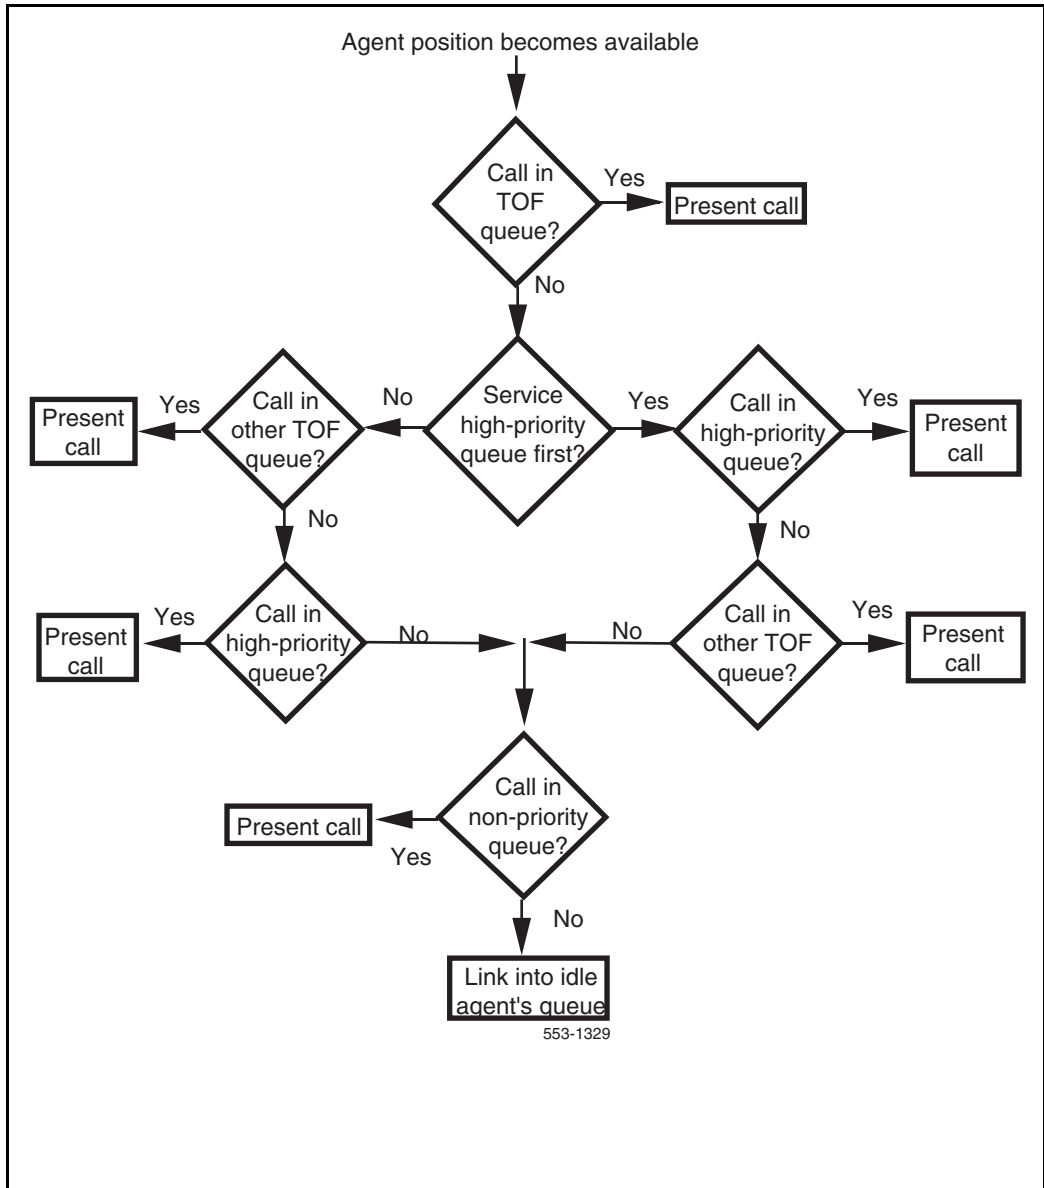 Agent position becomes available
Call in
TOF
queue?
Yes
Present call
No
Service
high-priority
queue first?
No
Call in
other TOF
queue?
Yes
Present
call
Yes
Call in
high-priority
queue?
Yes
Present
call
No
No
Call in
high-priority
queue?
Yes
Present
call
No
Call in
other TOF
queue?
Yes
Present
call
No
Call in
non-priority
queue?
Present call
Yes
No
Link into idle
agent's queue
553-1329